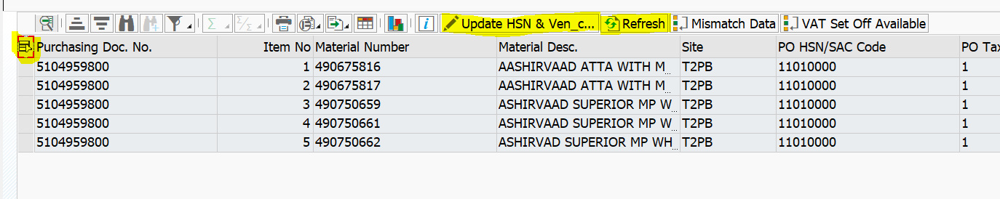 Update HSN & Ven_c... Refresh Mismatch Data VAT Set Off Available
Purchasing Doc. No. Item No Material Number Material Desc. Site PO HSN/SAC Code PO Tax
5104959800 1 490675816 AASHIRVAAD ATTA WITH M... T2PB 11010000 1
5104959800 2 490675817 AASHIRVAAD ATTA WITH M... T2PB 11010000 1
5104959800 3 490750659 ASHIRVAAD SUPERIOR MP W... T2PB 11010000 1
5104959800 4 490750661 ASHIRVAAD SUPERIOR MP W... T2PB 11010000 1
5104959800 5 490750662 ASHIRVAD SUPERIOR MP WH... T2PB 11010000 1